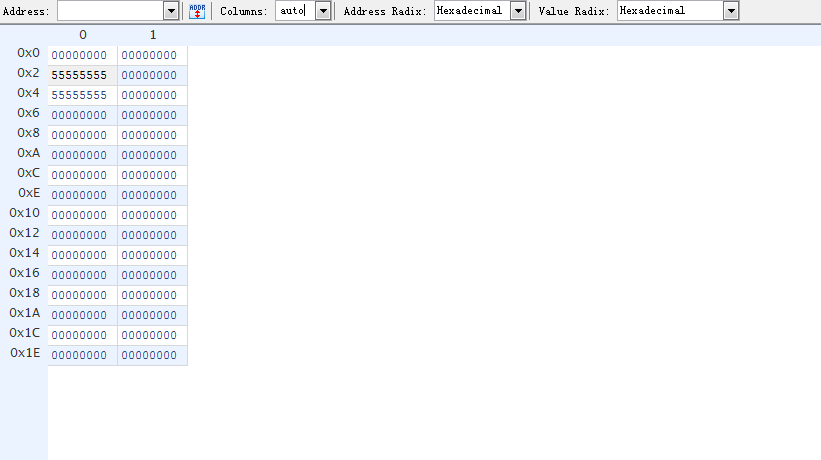 Address: ADDR Columns: auto Address Radix: Hexadecimal Value Radix: Hexadecimal
0 1
0x0 00000000 00000000
0x2 55555555 00000000
0x4 55555555 00000000
0x6 00000000 00000000
0x8 00000000 00000000
0xA 00000000 00000000
0xC 00000000 00000000
0xE 00000000 00000000
0x10 00000000 00000000
0x12 00000000 00000000
0x14 00000000 00000000
0x16 00000000 00000000
0x18 00000000 00000000
0x1A 00000000 00000000
0x1C 00000000 00000000
0x1E 00000000 00000000